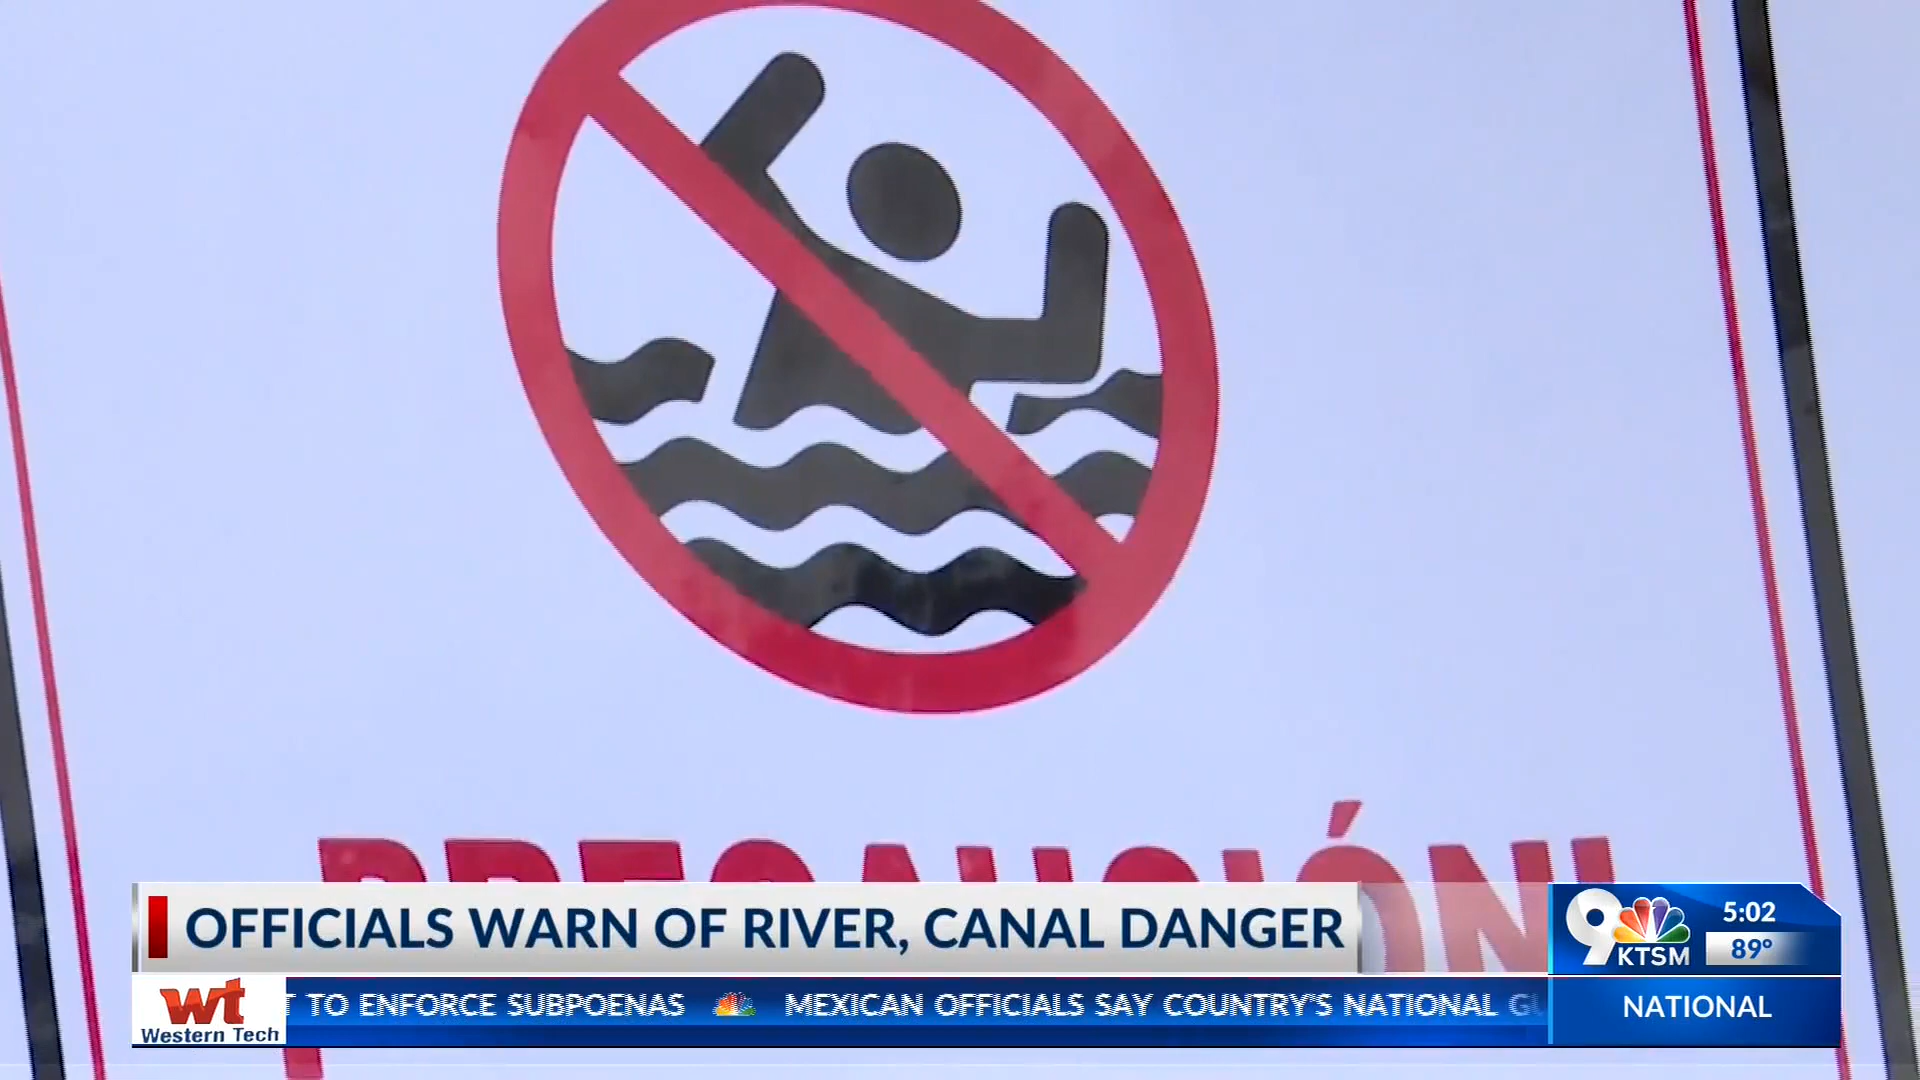 PRECAUCIÓN!
OFFICIALS WARN OF RIVER, CANAL DANGER
9
KTSM
5:02
89°
wt
Western Tech
T TO ENFORCE SUBPOENAS
MEXICAN OFFICIALS SAY COUNTRY'S NATIONAL
NATIONAL